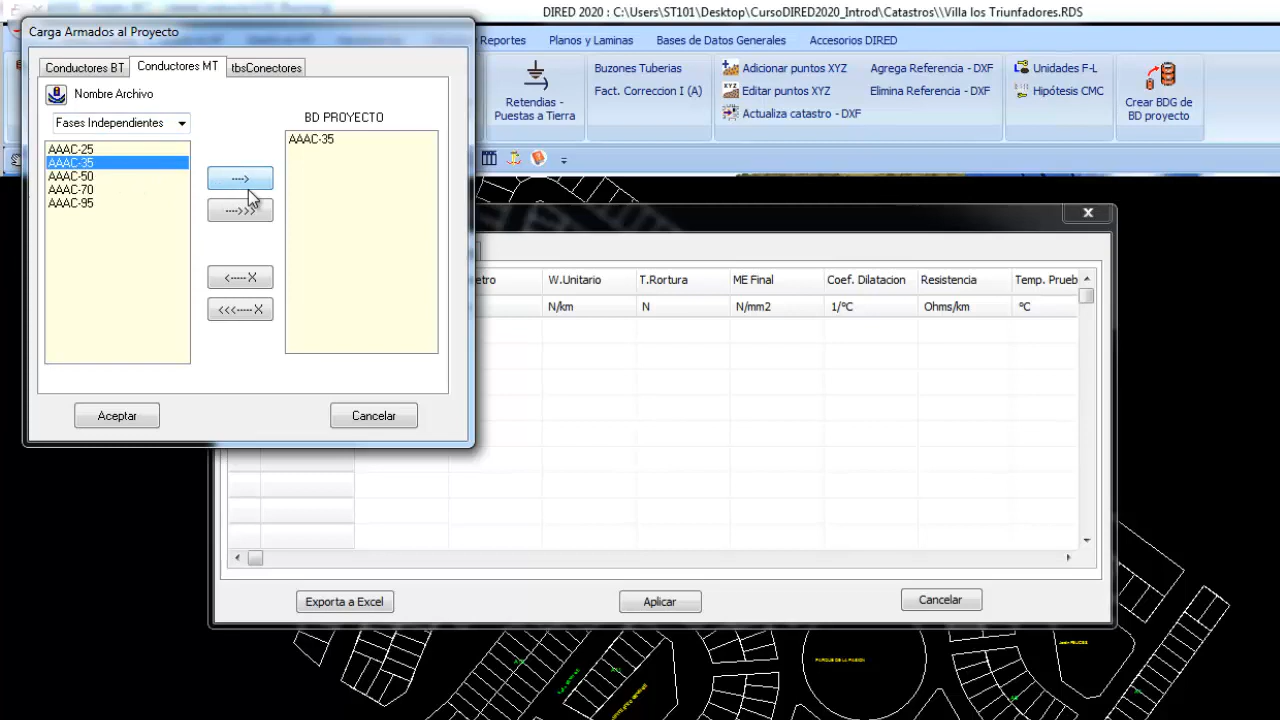 DIRED 2020 : C:\Users\ST101\Desktop\CursoDIRED2020_Introd\Catastros\\Villa los Triunfadores.RDS
Carga Armados al Proyecto
Reportes
Planos y Laminas
Bases de Datos Generales
Accesorios DIRED
Conductores BT
Conductores MT
tbsConectores
Nombre Archivo
Fases Independientes
AAAC-25
AAAC-35
AAAC-50
AAAC-70
AAAC-95
---->
---->>>
<-----X
<<<-----X
BD PROYECTO
AAAC-35
Aceptar
Cancelar
Retendias -
Puestas a Tierra
Buzones Tuberias
Fact. Correccion I (A)
Adicionar puntos XYZ
Editar puntos XYZ
Actualiza catastro - DXF
Agrega Referencia - DXF
Elimina Referencia - DXF
Unidades F-L
Hipótesis CMC
Crear BDG de
BD proyecto
etro
W.Unitario
T.Rortura
ME Final
Coef. Dilatacion
Resistencia
Temp. Prueb
N/km
N
N/mm2
1/ºC
Ohms/km
ºC
Exporta a Excel
Aplicar
Cancelar